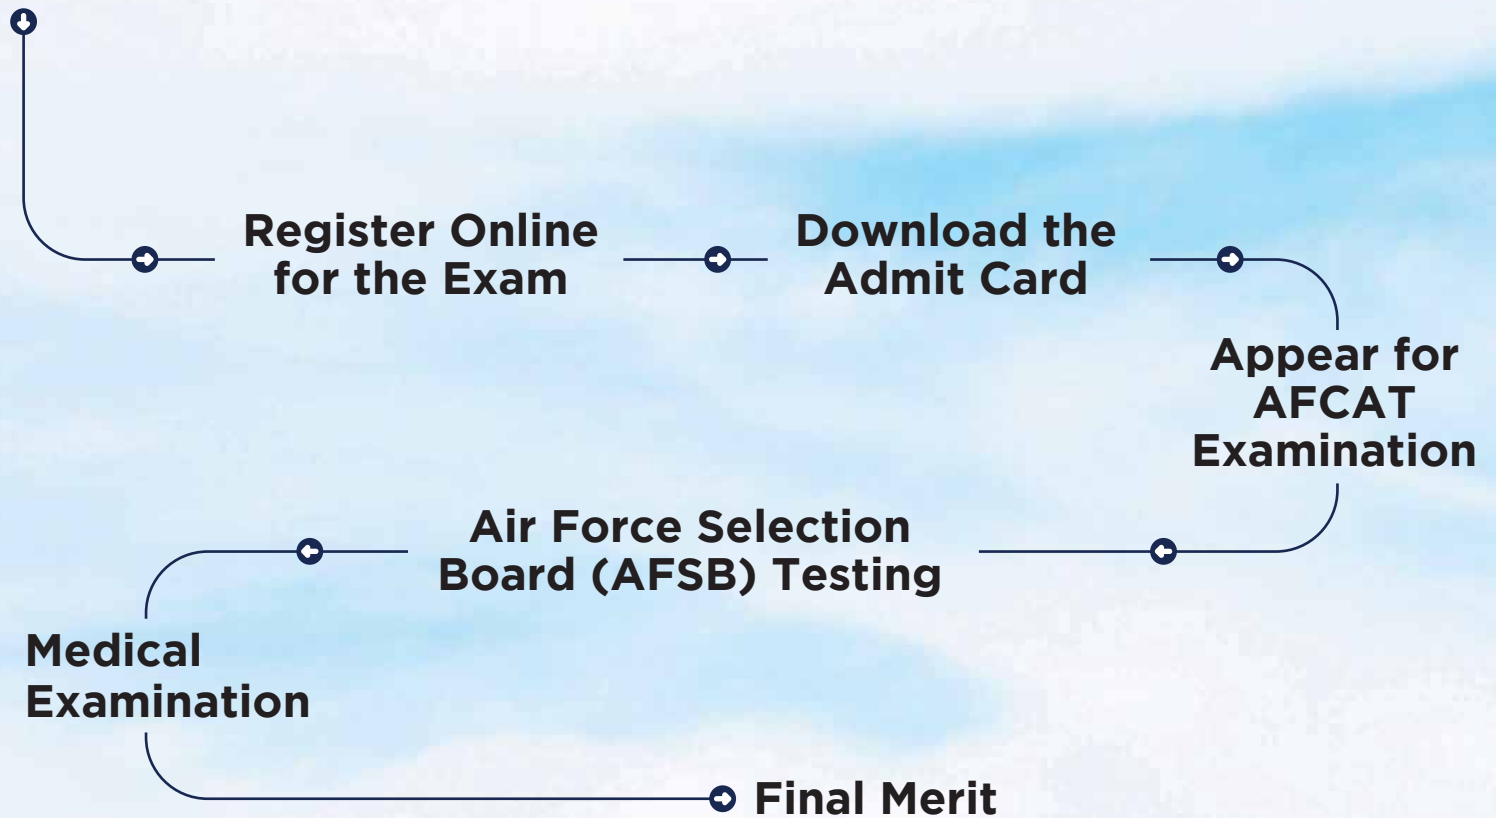 Register Online
for the Exam
Download the
Admit Card
Appear for
AFCAT
Examination
Air Force Selection
Board (AFSB) Testing
Medical
Examination
Final Merit